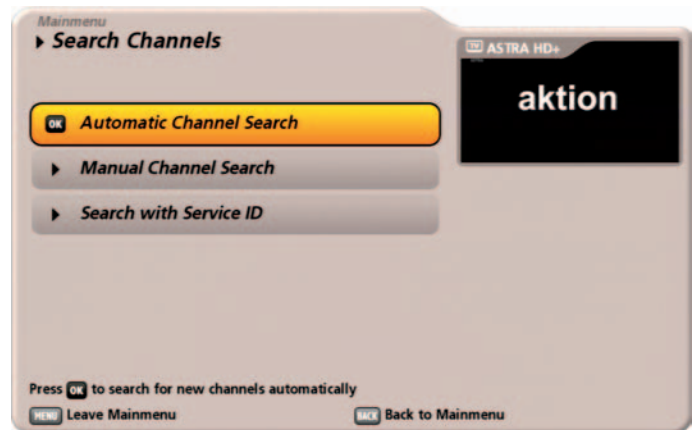 Mainmenu
Search Channels
TV ASTRA HD+
aktion
OK Automatic Channel Search
Manual Channel Search
Search with Service ID
Press OK to search for new channels automatically
MENU Leave Mainmenu
BACK Back to Mainmenu